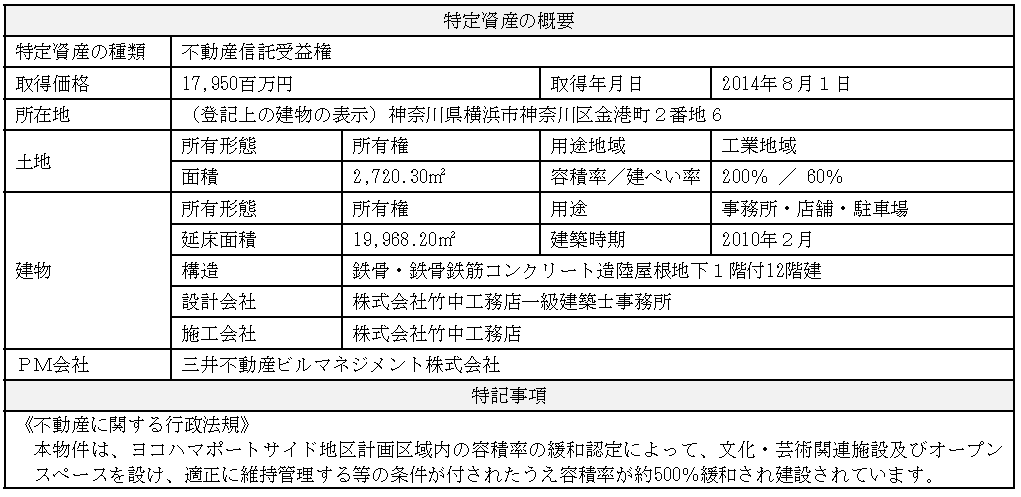 特定資産の概要
特定資産の種類 不動産信託受益権
取得価格 17,950百万円 取得年月日 2014年８月１日
所在地 （登記上の建物の表示）神奈川県横浜市神奈川区金港町２番地６
土地 所有形態 所有権 用途地域 工業地域
面積 2,720.30㎡ 容積率／建ぺい率 200％ ／ 60％
建物 所有形態 所有権 用途 事務所・店舗・駐車場
延床面積 19,968.20㎡ 建築時期 2010年２月
構造 鉄骨・鉄骨鉄筋コンクリート造陸屋根地下１階付12階建
設計会社 株式会社竹中工務店一級建築士事務所
施工会社 株式会社竹中工務店
ＰＭ会社 三井不動産ビルマネジメント株式会社
特記事項
《不動産に関する行政法規》
本物件は、ヨコハマポートサイド地区計画区域内の容積率の緩和認定によって、文化・芸術関連施設及びオープン
スペースを設け、適正に維持管理する等の条件が付されたうえ容積率が約500％緩和され建設されています。